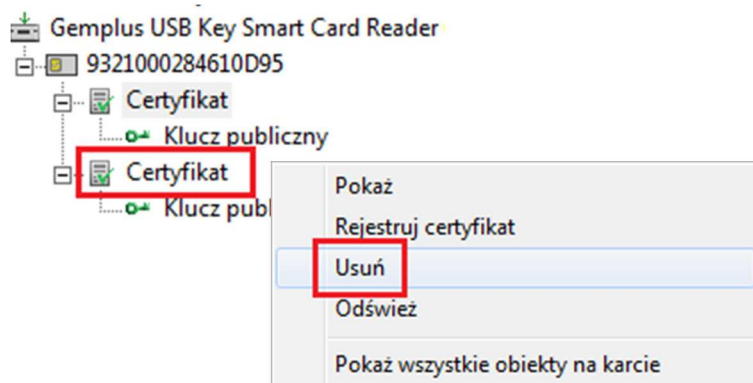 Gemplus USB Key Smart Card Reader
9321000284610D95
Certyfikat
Klucz publiczny
Certyfikat
Klucz publ
Pokaż
Rejestruj certyfikat
Usuń
Odśwież
Pokaż wszystkie obiekty na karcie